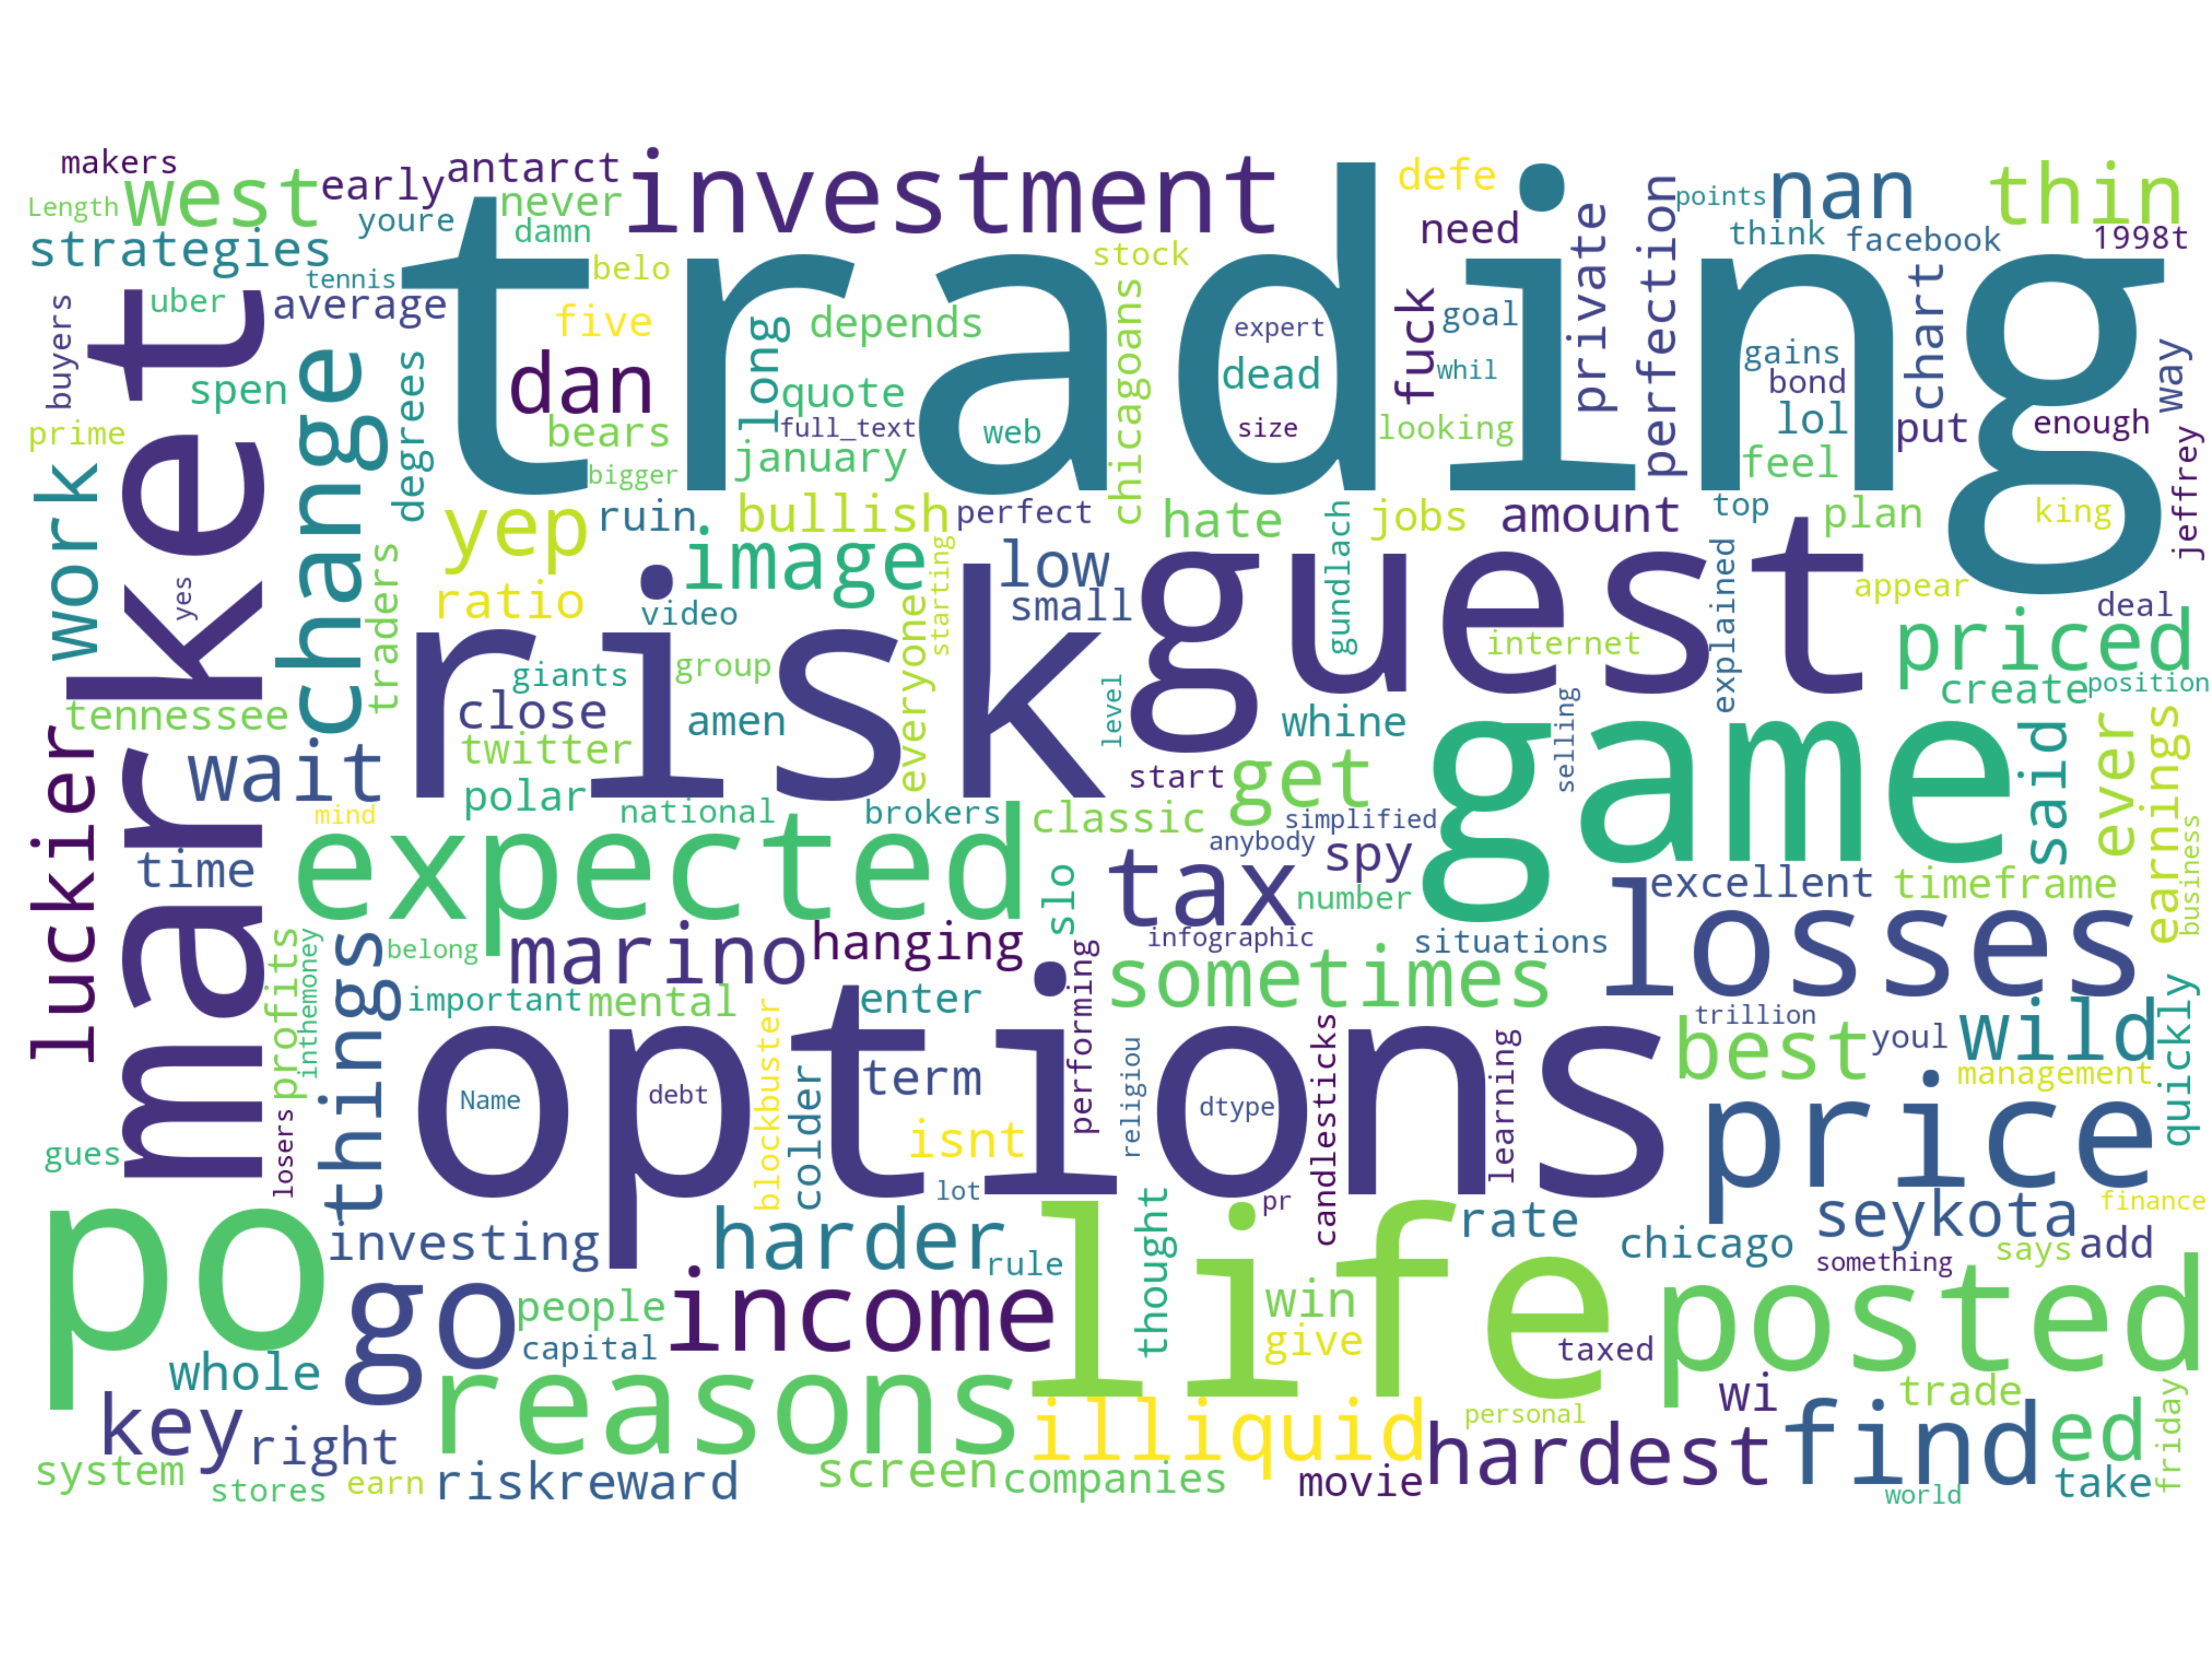 makers
antarct
investment
defe
west
early
never
need
private
perfection
points
nan
thin
Length
youre
damn
think
facebook
1998t
strategies
tennis
belo
stock
trading
uber
average
five
depends
chicagoans
expert
fuck
goal
chart
buyers
market
spen
change
degrees
dan
long
quote
dead
whil
gains
bond
way
prime
bears
full_text
web
size
looking
lol
put
enough
january
feel
jeffrey
work
bigger
yep
ruin
bullish
perfect
hate
jobs
amount
top
plan
king
traders
image
starting
low
gundlach
guest
explained
yes
ratio
video
small
appear
deal
risk
everyone
internet
priced
giants
group
level
create
position
tennessee
close
amen
whine
selling
game
luckier
wait
twitter
start
get
said
ever
earnings
polar
national
brokers
classic
simplified
mind
expected
anybody
spy
business
time
slo
tax
number
excellent
timeframe
losses
profits
inthemoney
things
belong
marino
hanging
infographic
situations
important
mental
enter
performing
sometimes
quickly
options
blockbuster
colder
term
religiou
candlesticks
learning
trillion
best
youl
wild
management
Name
debt
dtype
price
gues
losers
isnt
lot
pr
po
investing
harder
rule
thought
life
rate
chicago
seykota
finance
something
says
add
go
people
income
win
posted
whole
capital
give
taxed
key
right
reasons
illiquid
personal
wi
trade
find
ed
friday
system
stores
earn
riskreward
screen
companies
movie
hardest
world
take